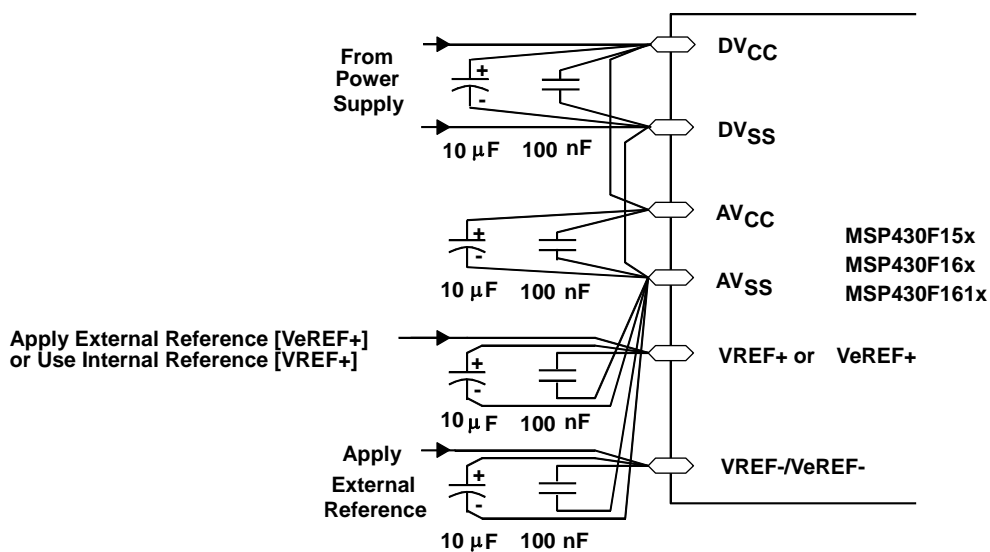 DVCC
From
Power
Supply
+
-
DVSS
10 μF 100 nF
AVCC
+
-
MSP430F15x
MSP430F16x
MSP430F161x
AVSS
10 μF 100 nF
Apply External Reference [VeREF+]
or Use Internal Reference [VREF+]
+
-
VREF+ or VeREF+
10 μF 100 nF
Apply
External
Reference
+
-
VREF-/VeREF-
10 μF 100 nF